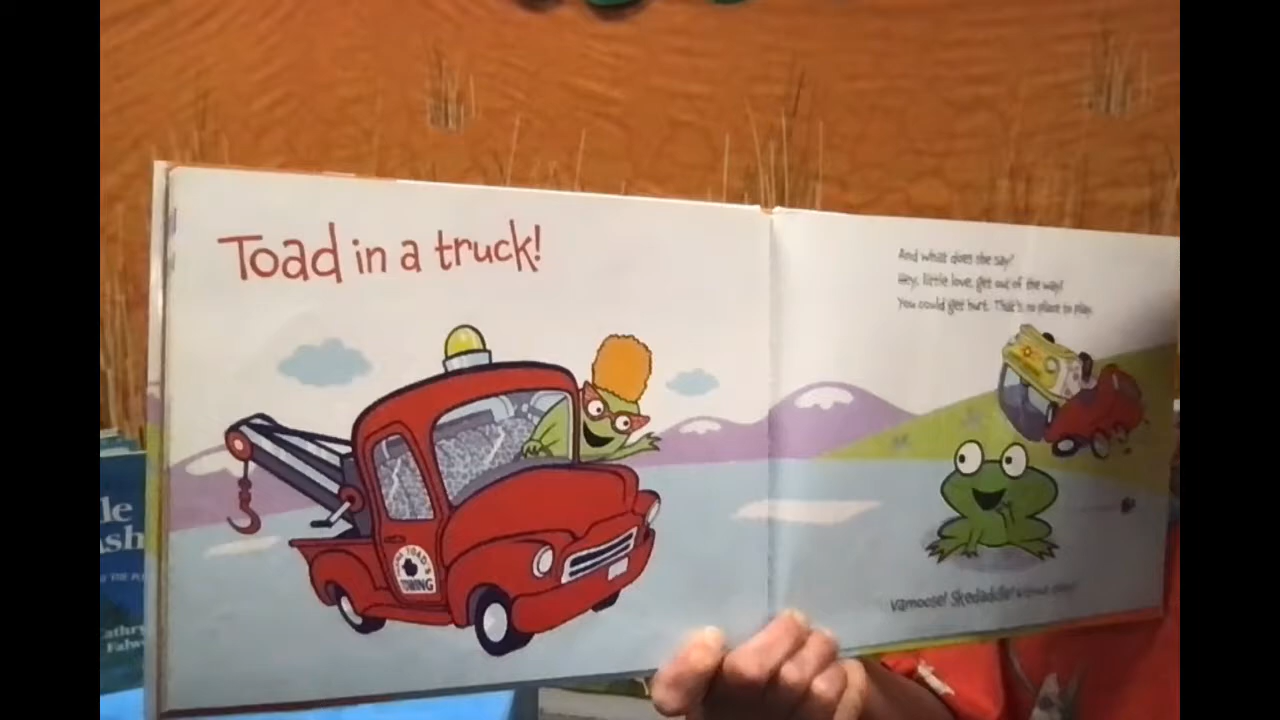 Toad in a truck!
And what does she say?
Hey, little love, get out of the way!
You could get hurt. That's no place to play.
TOAD'S
TOWING
Vamoose! Skedaddle!